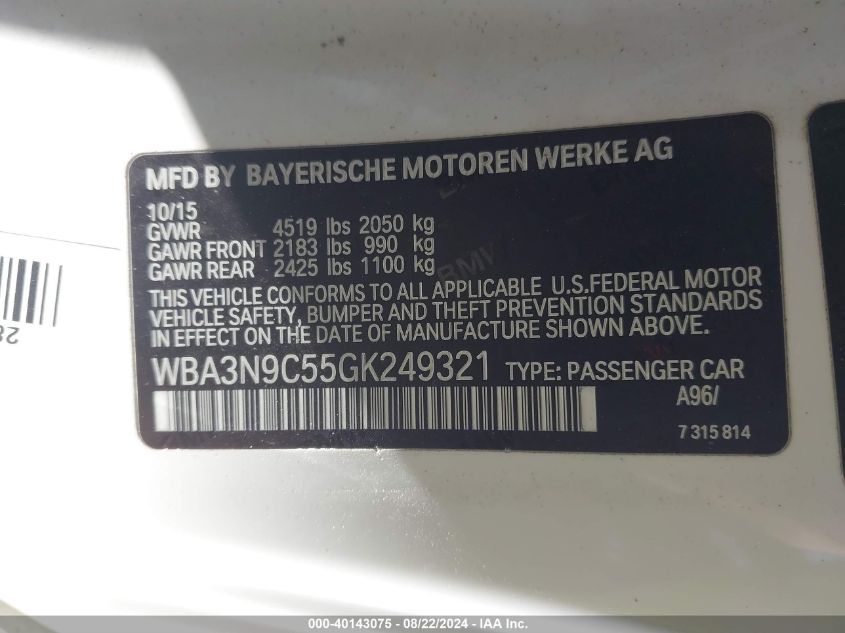 MFD BY BAYERISCHE MOTOREN WERKE AG
10/15
GVWR 4519 lbs 2050 kg
GAWR FRONT 2183 lbs 990 kg
GAWR REAR 2425 lbs 1100 kg
THIS VEHICLE CONFORMS TO ALL APPLICABLE U.S.FEDERAL MOTOR
VEHICLE SAFETY, BUMPER AND THEFT PREVENTION STANDARDS
IN EFFECT ON THE DATE OF MANUFACTURE SHOWN ABOVE.
WBA3N9C55GK249321 TYPE: PASSENGER CAR
A96/
7 315 814
28
000-40143075 - 08/22/2024 - IAA Inc.